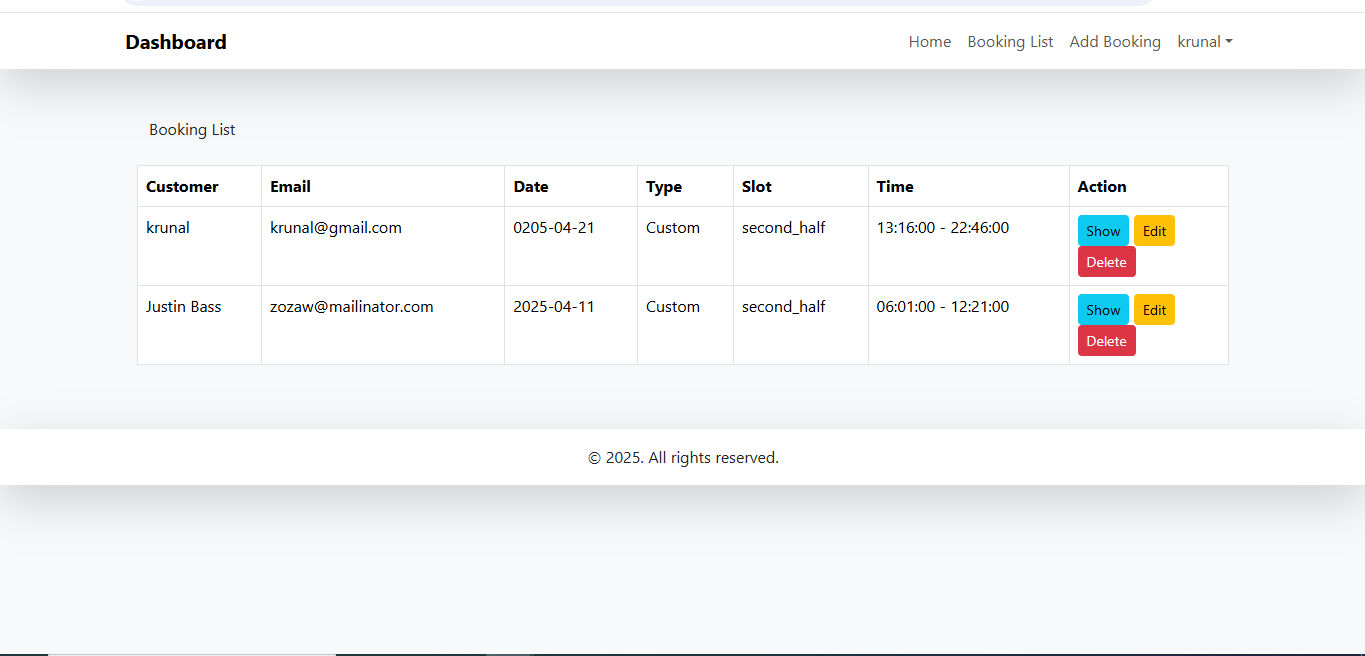 Dashboard Home Booking List Add Booking krunal
Booking List
Customer Email Date Type Slot Time Action
krunal krunal@gmail.com 0205-04-21 Custom second_half 13:16:00 - 22:46:00 Show Edit
Delete
Justin Bass zozaw@mailinator.com 2025-04-11 Custom second_half 06:01:00 - 12:21:00 Show Edit
Delete
© 2025. All rights reserved.